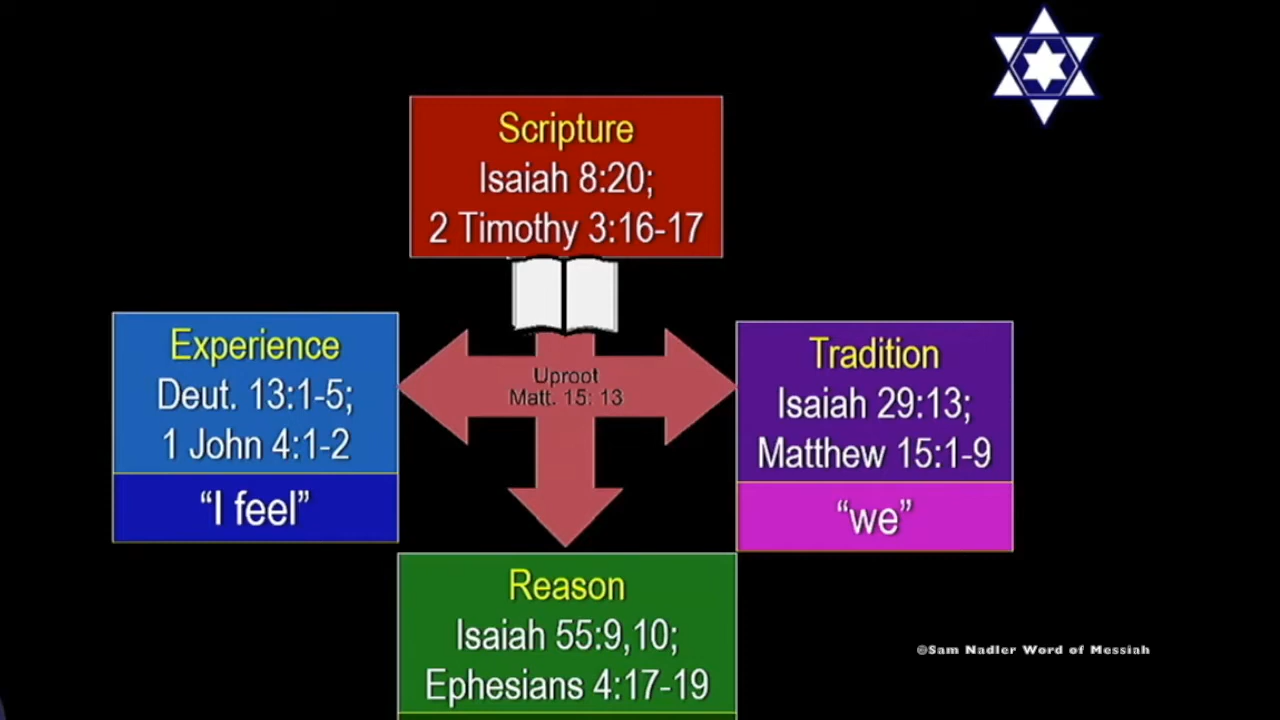 Scripture
Isaiah 8:20;
2 Timothy 3:16-17
Experience
Deut. 13:1-5;
1 John 4:1-2
“I feel”
Uproot
Matt. 15: 13
Tradition
Isaiah 29:13;
Matthew 15:1-9
“we”
Reason
Isaiah 55:9,10;
Ephesians 4:17-19
©Sam Nadler Word of Messiah